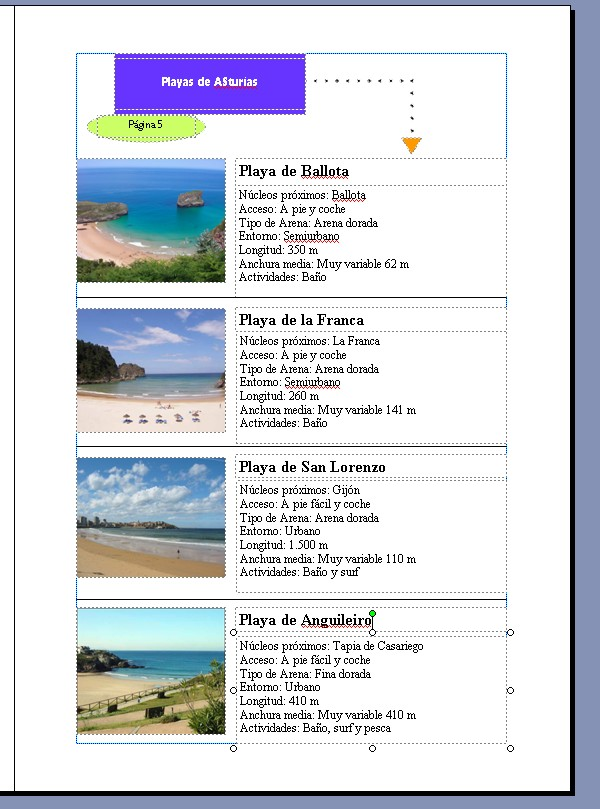 Playas de ASturias
Página 5
Playa de Ballota
Núcleos próximos: Ballota
Acceso: A pie y coche
Tipo de Arena: Arena dorada
Entorno: Semiurbano
Longitud: 350 m
Anchura media: Muy variable 62 m
Actividades: Baño
Playa de la Franca
Núcleos próximos: La Franca
Acceso: A pie y coche
Tipo de Arena: Arena dorada
Entorno: Semiurbano
Longitud: 260 m
Anchura media: Muy variable 141 m
Actividades: Baño
Playa de San Lorenzo
Núcleos próximos: Gijón
Acceso: A pie fácil y coche
Tipo de Arena: Arena dorada
Entorno: Urbano
Longitud: 1.500 m
Anchura media: Muy variable 110 m
Actividades: Baño y surf
Playa de Anguileiro
Núcleos próximos: Tapia de Casariego
Acceso: A pie fácil y coche
Tipo de Arena: Fina dorada
Entorno: Urbano
Longitud: 410 m
Anchura media: Muy variable 410 m
Actividades: Baño, surf y pesca